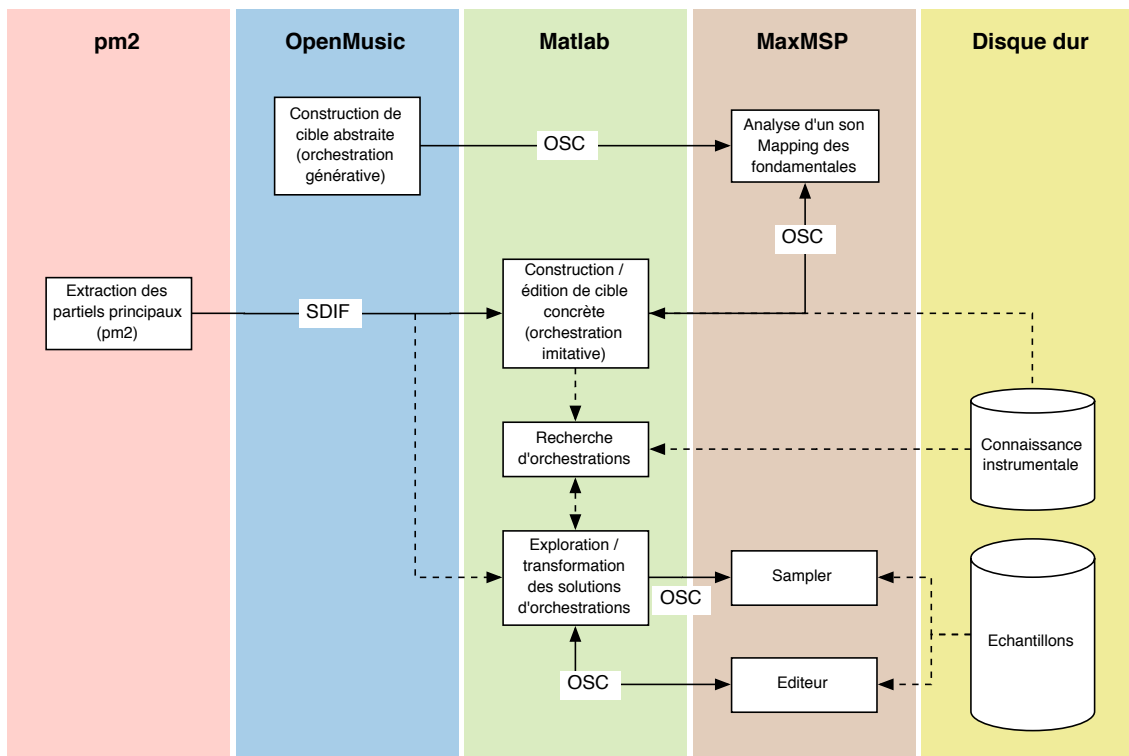 pm2
OpenMusic
Matlab
MaxMSP
Disque dur
Construction de
cible abstraite
(orchestration
générative)
OSC
Analyse d'un son
Mapping des
fondamentales
OSC
Extraction des
partiels principaux
(pm2)
SDIF
Construction /
édition de cible
concrète
(orchestration
imitative)
Recherche
d'orchestrations
Connaissance
instrumentale
Exploration /
transformation
des solutions
d'orchestrations
OSC
Sampler
Echantillons
OSC
Editeur